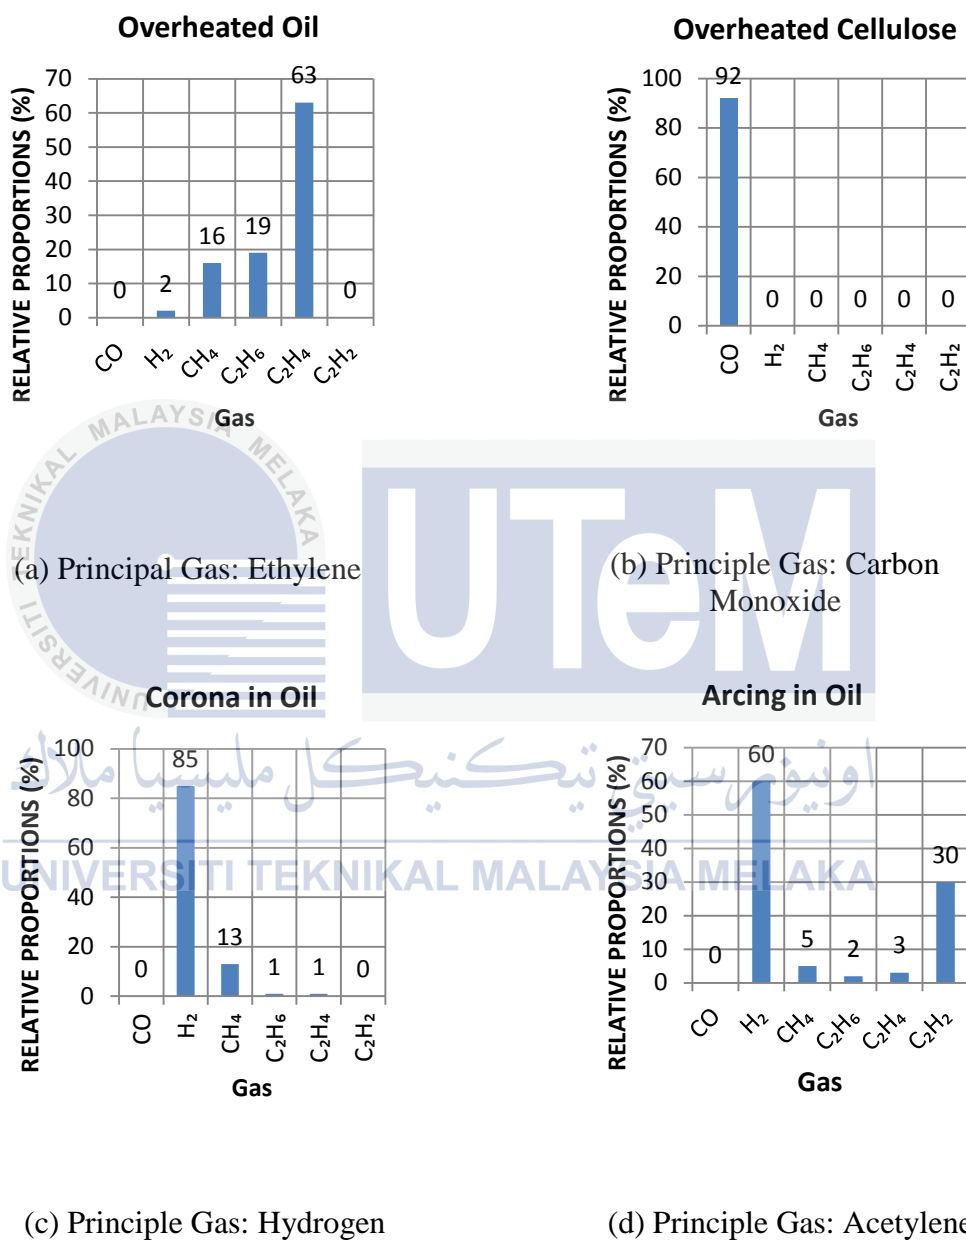 Overheated Oil
RELATIVE PROPORTIONS (%)
70
60
50
40
30
20
10
0
0
2
16
19
63
0
CO
H₂
CH₄
C₂H₆
C₂H₄
C₂H₂
Gas
Overheated Cellulose
RELATIVE PROPORTIONS (%)
100
80
60
40
20
0
92
0
0
0
0
0
CO
H₂
CH₄
C₂H₆
C₂H₄
C₂H₂
Gas
(a) Principal Gas: Ethylene
(b) Principle Gas: Carbon
Monoxide
UNIVERSITI TEKNIKAL MALAYSIA MELAKA
UTeM
اونيۏرسيتي تيكنيكل مليسيا ملاك
UNIVERSITI TEKNIKAL MALAYSIA MELAKA
Corona in Oil
RELATIVE PROPORTIONS (%)
100
80
60
40
20
0
0
85
13
1
1
0
CO
H₂
CH₄
C₂H₆
C₂H₄
C₂H₂
Gas
Arcing in Oil
RELATIVE PROPORTIONS (%)
70
60
50
40
30
20
10
0
0
60
5
2
3
30
CO
H₂
CH₄
C₂H₆
C₂H₄
C₂H₂
Gas
(c) Principle Gas: Hydrogen
(d) Principle Gas: Acetylene